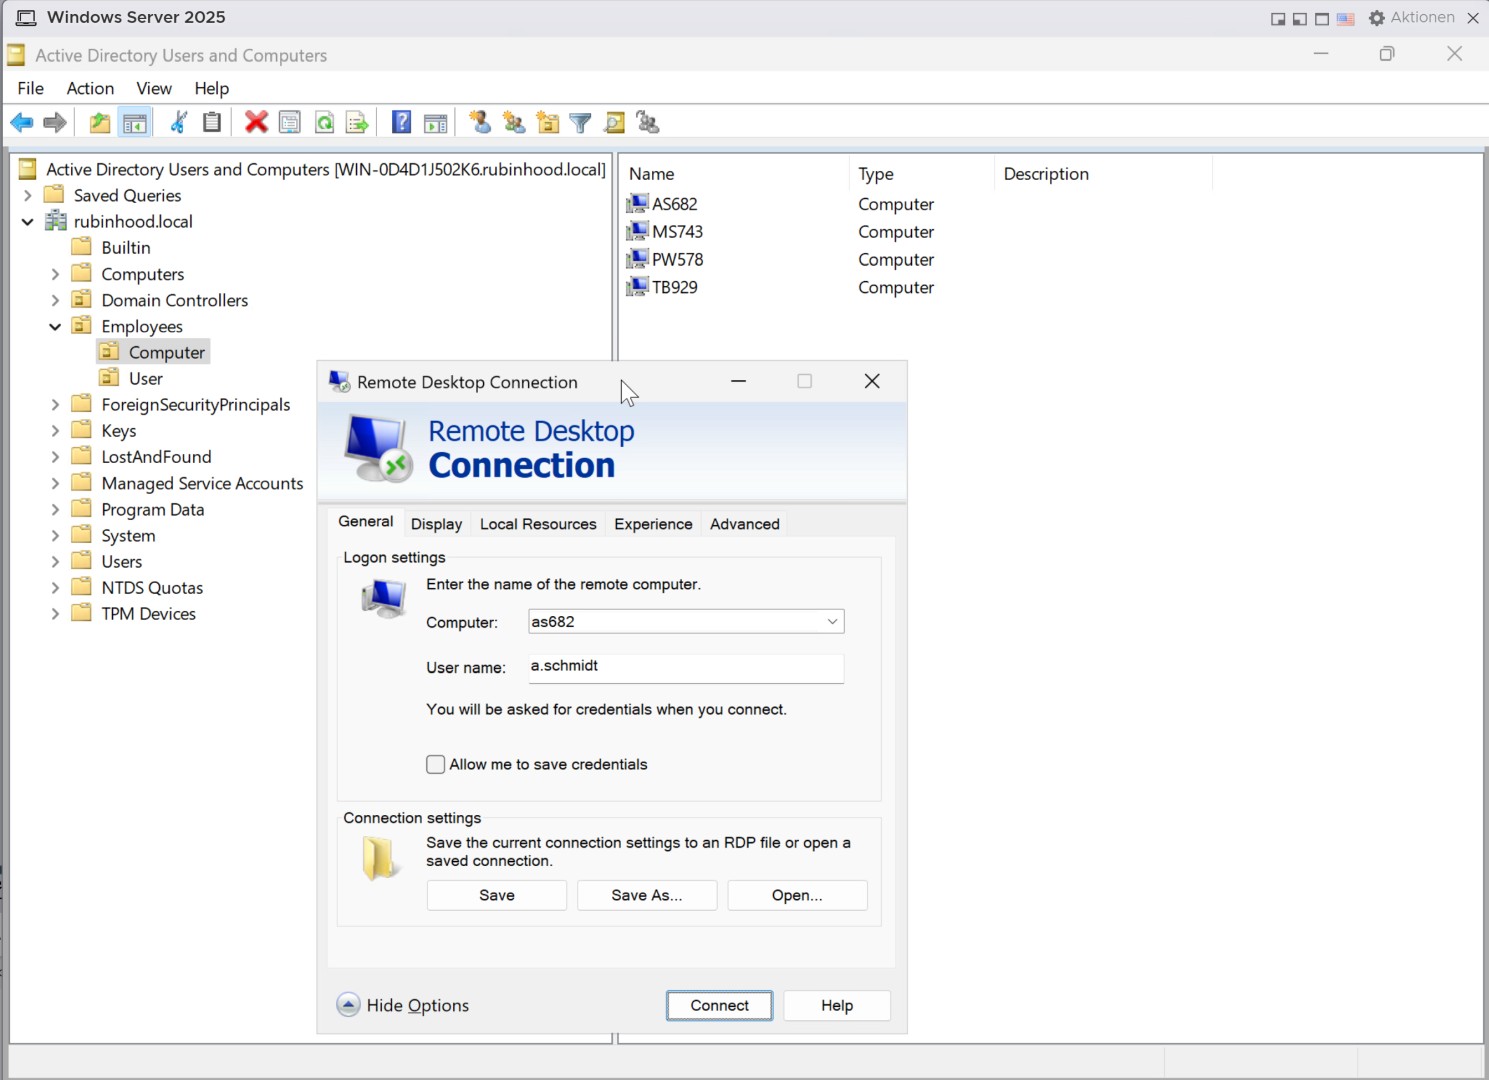 Windows Server 2025
Aktionen
Active Directory Users and Computers
File Action View Help
Active Directory Users and Computers [WIN-0D4D1J502K6.rubinhood.local]
Saved Queries
rubinhood.local
Builtin
Computers
Domain Controllers
Employees
Computer
User
ForeignSecurityPrincipals
Keys
LostAndFound
Managed Service Accounts
Program Data
System
Users
NTDS Quotas
TPM Devices
Name Type Description
AS682 Computer
MS743 Computer
PW578 Computer
TB929 Computer
Remote Desktop Connection
Remote Desktop
Connection
General Display Local Resources Experience Advanced
Logon settings
Enter the name of the remote computer.
Computer: as682
User name: a.schmidt
You will be asked for credentials when you connect.
Allow me to save credentials
Connection settings
Save the current connection settings to an RDP file or open a
saved connection.
Save Save As... Open...
Hide Options Connect Help